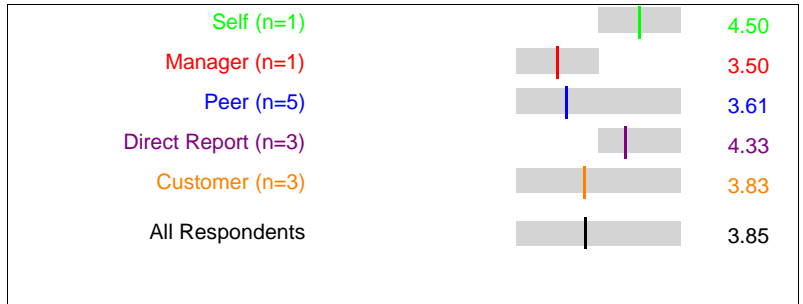 Self (n=1) 4.50
Manager (n=1) 3.50
Peer (n=5) 3.61
Direct Report (n=3) 4.33
Customer (n=3) 3.83
All Respondents 3.85